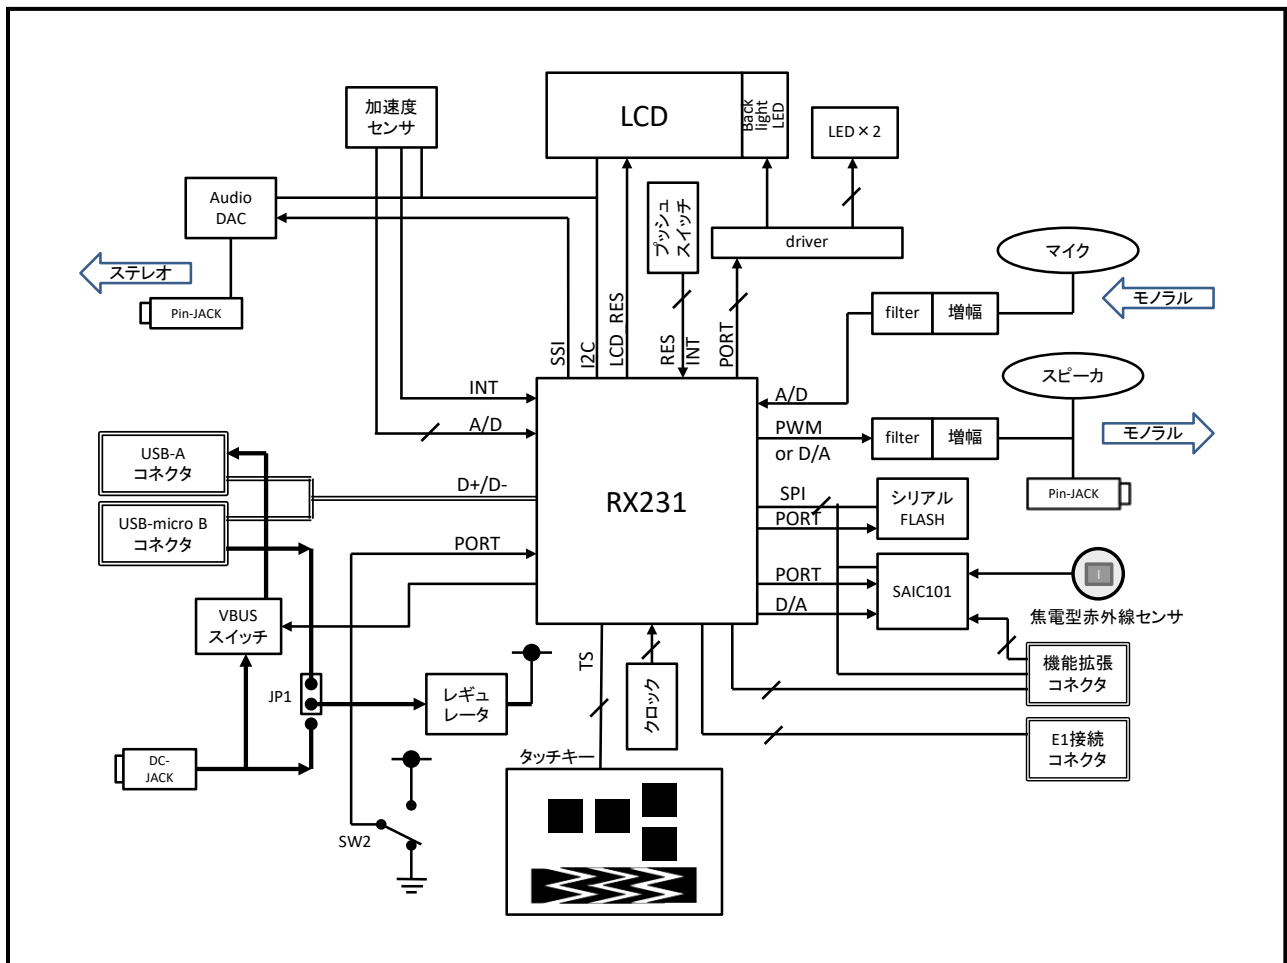 加速度
センサ
LCD
Back
light
LED
LED×2
Audio
DAC
プッシュ
スイッチ
driver
マイク
ステレオ
モノラル
Pin-JACK
filter
増幅
SSI
I2C
LCD_RES
RES
INT
PORT
スピーカ
INT
A/D
A/D
PWM
or D/A
filter
増幅
モノラル
USB-A
コネクタ
D+/D-
RX231
SPI
シリアル
FLASH
Pin-JACK
USB-micro B
コネクタ
PORT
PORT
PORT
SAIC101
I
D/A
焦電型赤外線センサ
VBUS
スイッチ
TS
クロック
機能拡張
コネクタ
JP1
レギュ
レータ
E1接続
コネクタ
DC-
JACK
タッチキー
SW2